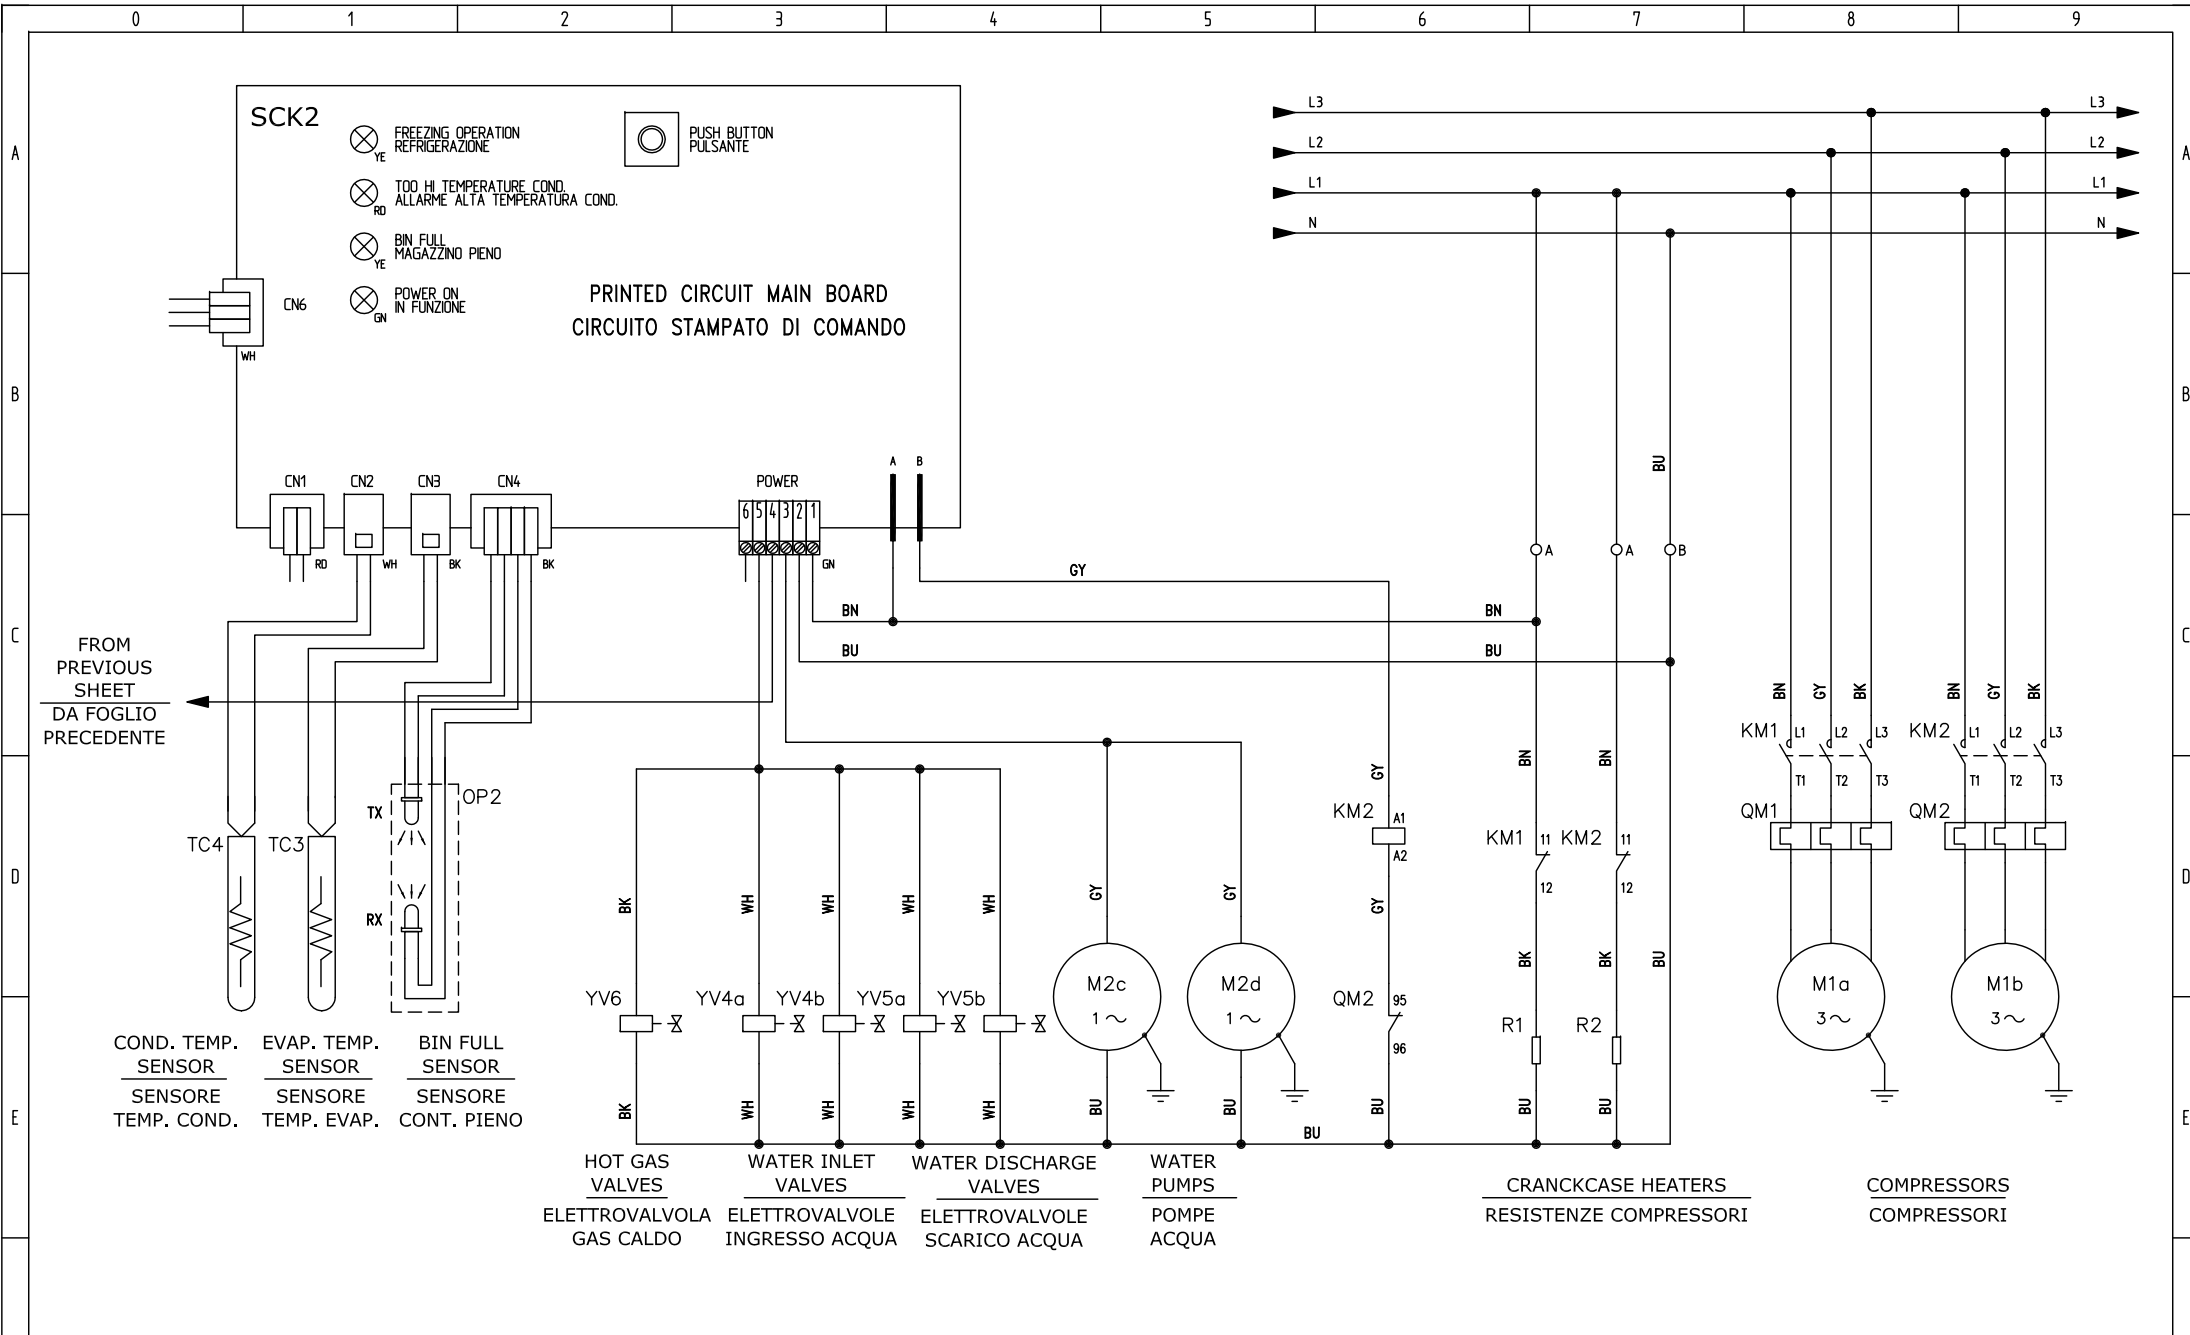 0 1 2 3 4 5 6 7 8 9
A A
B B
C C
D D
E E
SCK2
YE
FREEZING OPERATION
REFRIGERAZIONE
RD
TOO HI TEMPERATURE COND.
ALLARME ALTA TEMPERATURA COND.
YE
BIN FULL
MAGAZZINO PIENO
GN
POWER ON
IN FUNZIONE
PUSH BUTTON
PULSANTE
PRINTED CIRCUIT MAIN BOARD
CIRCUITO STAMPATO DI COMANDO
CN6
WH
CN1 CN2 CN3 CN4 POWER
RD WH BK BK
6 5 4 3 2 1
GN
A B
L3 L3
L2 L2
L1 L1
N N
BU
A A B
GY
BN BN
BU BU
FROM
PREVIOUS
SHEET
DA FOGLIO
PRECEDENTE
TC4 TC3
TX OP2
RX
COND. TEMP.
SENSOR
SENSORE
TEMP. COND.
EVAP. TEMP.
SENSOR
SENSORE
TEMP. EVAP.
BIN FULL
SENSOR
SENSORE
CONT. PIENO
BK WH WH WH WH GY GY
YV6 YV4a YV4b YV5a YV5b
M2c
1~
M2d
1~
BK WH WH WH WH BU BU
BU
HOT GAS
VALVES
ELETTROVALVOLA
GAS CALDO
WATER INLET
VALVES
ELETTROVALVOLE
INGRESSO ACQUA
WATER DISCHARGE
VALVES
ELETTROVALVOLE
SCARICO ACQUA
WATER
PUMPS
POMPE
ACQUA
GY
KM2 A1
A2
GY
QM2 95
96
BU
BN BN
KM1 11 KM2 11
12 12
BK BK BU
R1 R2
BU BU
CRANCKCASE HEATERS
RESISTENZE COMPRESSORI
BN GY BK BN GY BK
KM1 L1 L2 L3 KM2 L1 L2 L3
T1 T2 T3 T1 T2 T3
QM1 QM2
M1a
3~
M1b
3~
COMPRESSORS
COMPRESSORI